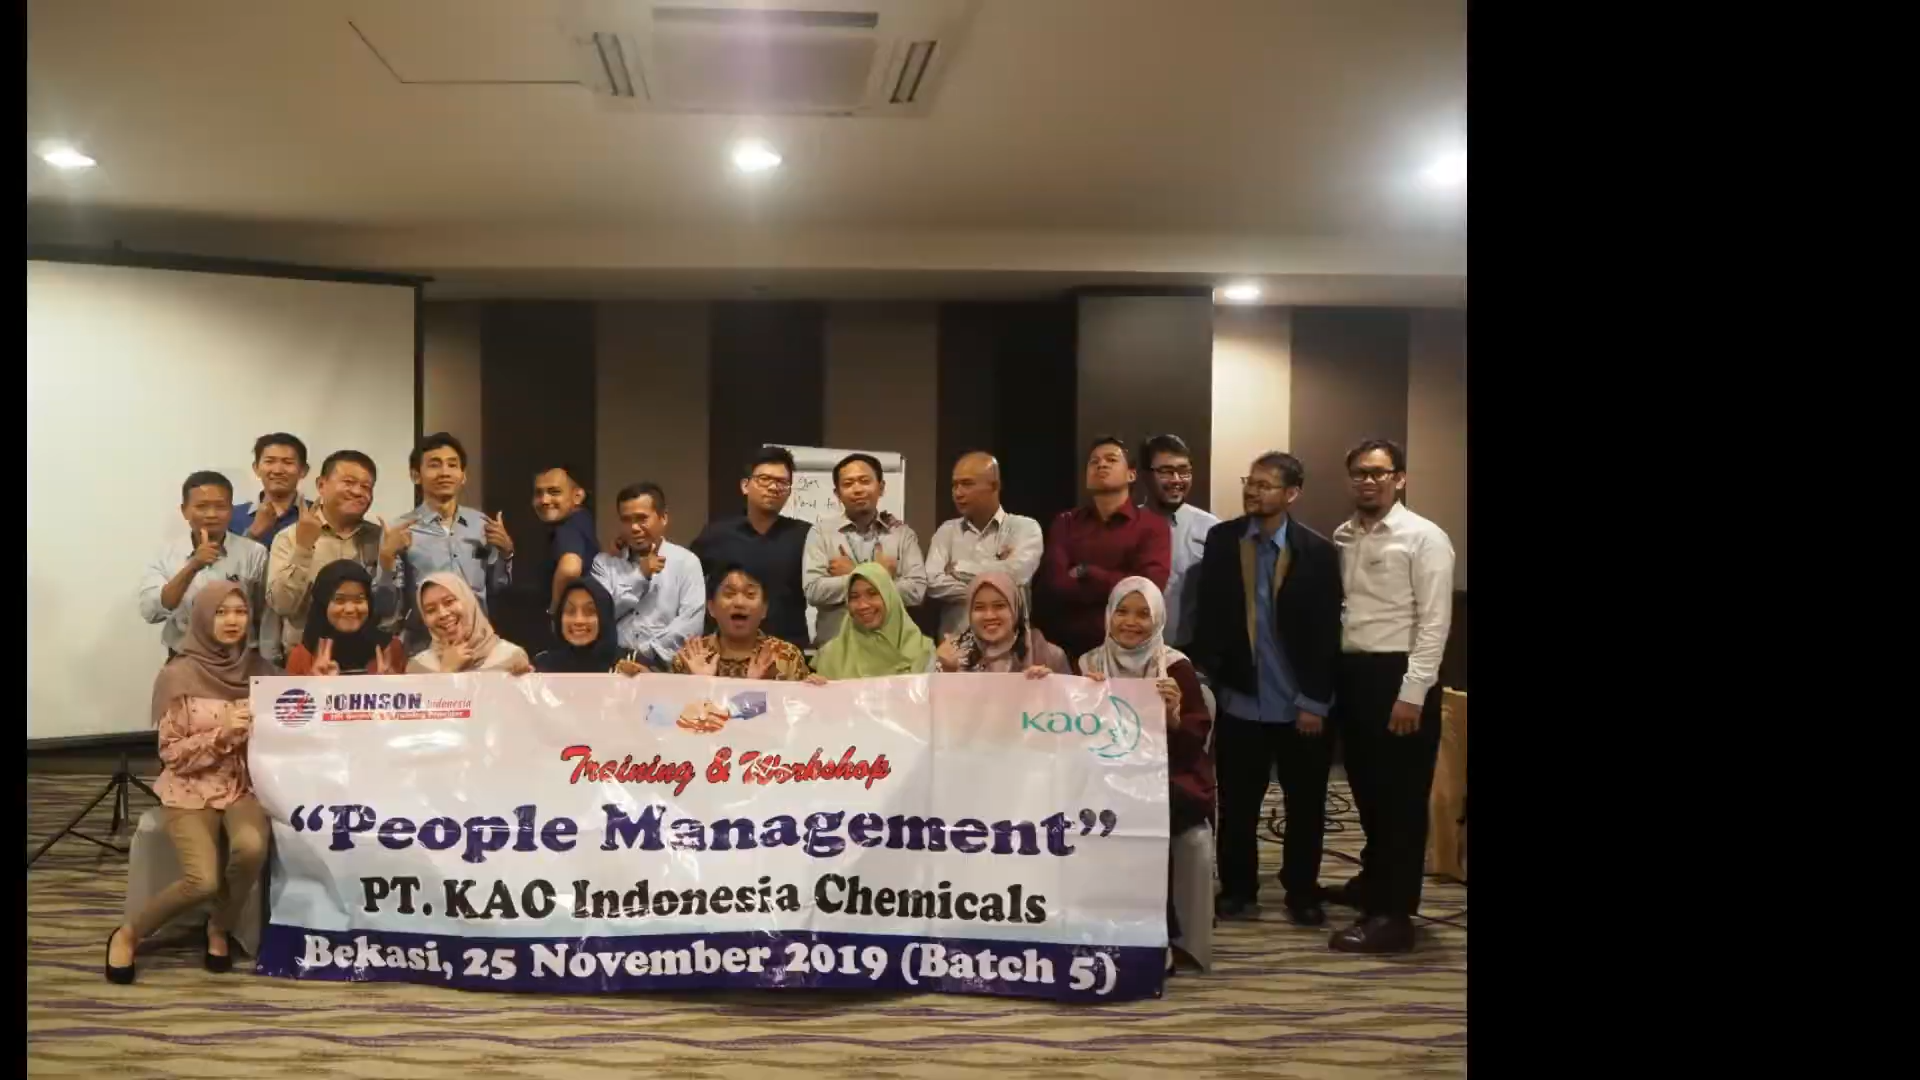 JOHNSON Indonesia
Kao
Training & Workshop
“People Management”
PT. KAO Indonesia Chemicals
Bekasi, 25 November 2019 (Batch 5)